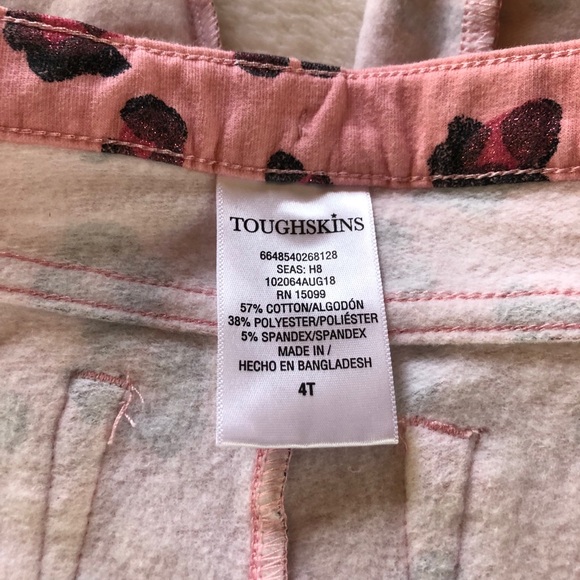 TOUGHSKINS
6648540268128
SEAS: H8
102064AUG18
RN 15099
57% COTTON/ALGODÓN
38% POLYESTER/POLIÉSTER
5% SPANDEX/SPANDEX
MADE IN /
HECHO EN BANGLADESH
4T